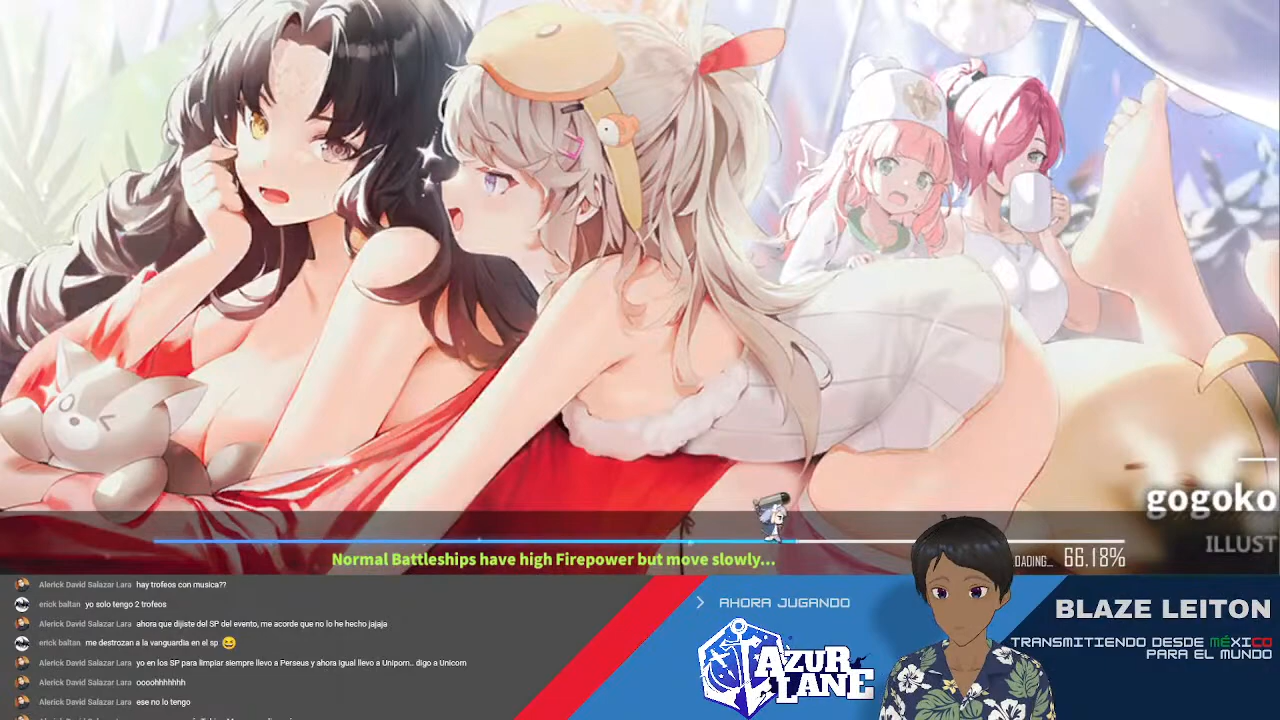 gogoko
ILLUST
Normal Battleships have high Firepower but move slowly...
OADING... 66.18%
Alerick David Salazar Lara hay trofeos con musica??
erick baltan yo solo tengo 2 trofeos
Alerick David Salazar Lara ahora que dijiste del SP del evento, me acorde que no lo he hecho jajaja
erick baltan me destrozan a la vanguardia en el sp 😆
Alerick David Salazar Lara yo en los SP para limpiar siempre llevo a Perseus y ahora igual llevo a Uniporn.. digo a Unicorn
Alerick David Salazar Lara oooohhhhhhh
Alerick David Salazar Lara ese no lo tengo
AHORA JUGANDO
AZUR
LANE
BLAZE LEITON
TRANSMITIENDO DESDE MÉXICO
PARA EL MUNDO